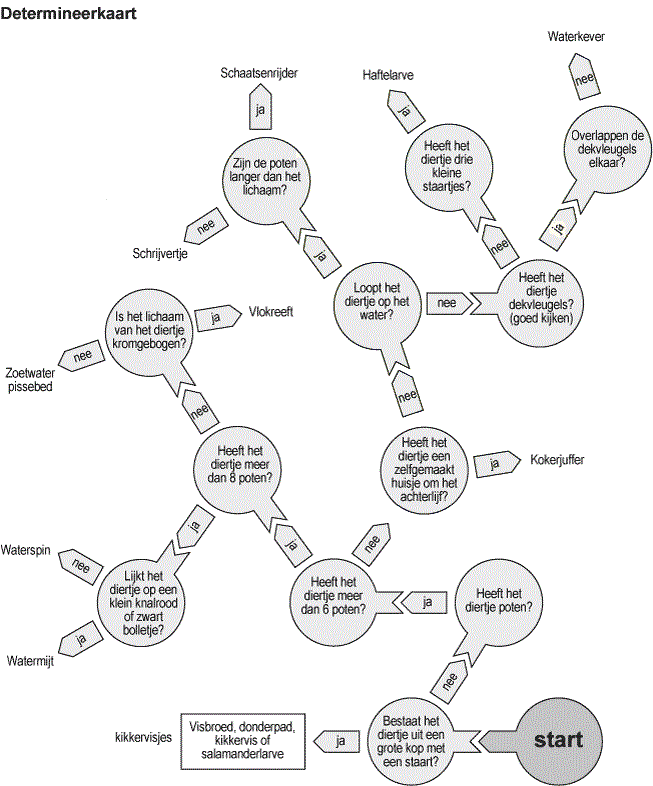 Determineerkaart
Waterkever
nee
Schaatsenrijder
ja
Haftelarve
ja
Overlappen de
dekvleugels
elkaar?
Heeft het
diertje drie
kleine
staartjes?
Zijn de poten
langer dan het
lichaam?
nee
Schrijvertje
ja
nee
ja
Loopt het
diertje op het
water?
nee
Heeft het
diertje
dekvleugels?
(goed kijken)
Is het lichaam
van het diertje
kromgebogen?
ja
Vlokreeft
nee
Zoetwater
pissebed
nee
nee
Heeft het
diertje meer
dan 8 poten?
Heeft het
diertje een
zelfgemaakt
huisje om het
achterlijf?
ja
Kokerjuffer
ja
ja
nee
Waterspin
nee
Lijkt het
diertje op een
klein knalrood
of zwart
bolletje?
ja
Watermijt
Heeft het
diertje meer
dan 6 poten?
ja
Heeft het
diertje poten?
nee
kikkervisjes
Visbroed, donderpad,
kikkervis of
salamanderlarve
ja
Bestaat het
diertje uit een
grote kop met
een staart?
start